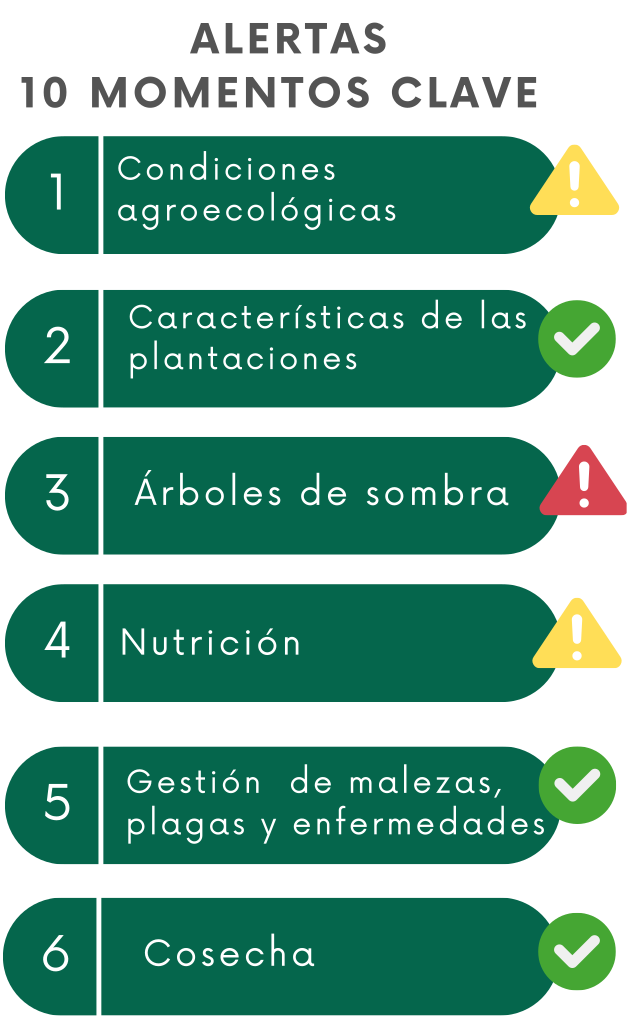 ALERTAS
10 MOMENTOS CLAVE
1
Condiciones
agroecológicas
2
Características de las
plantaciones
3
Árboles de sombra
4
Nutrición
5
Gestión de malezas,
plagas y enfermedades
6
Cosecha